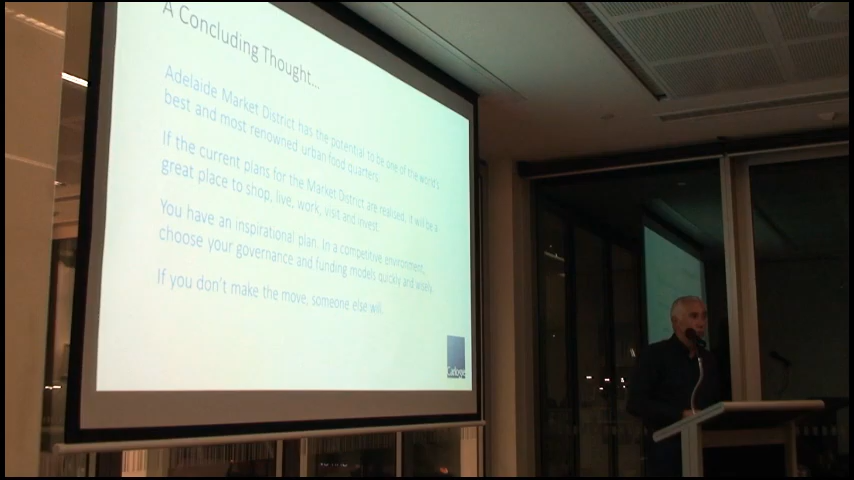 A Concluding Thought...
Adelaide Market District has the potential to be one of the world's
best and most renowned urban food quarters.
If the current plans for the Market District are realised, it will be a
great place to shop, live, work, visit and invest.
You have an inspirational plan. In a competitive environment,
choose your governance and funding models quickly and wisely.
If you don't make the move, someone else will.